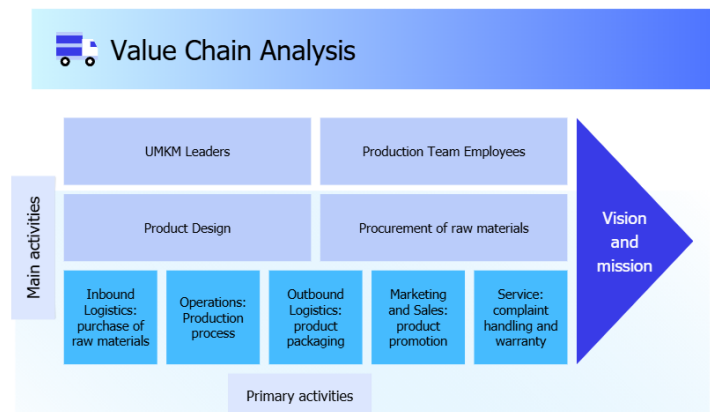 Value Chain Analysis
UMKM Leaders
Production Team Employees
Main activities
Product Design
Procurement of raw materials
Vision
and
mission
Inbound
Logistics:
purchase of
raw materials
Operations:
Production
process
Outbound
Logistics:
product
packaging
Marketing
and Sales:
product
promotion
Service:
complaint
handling and
warranty
Primary activities